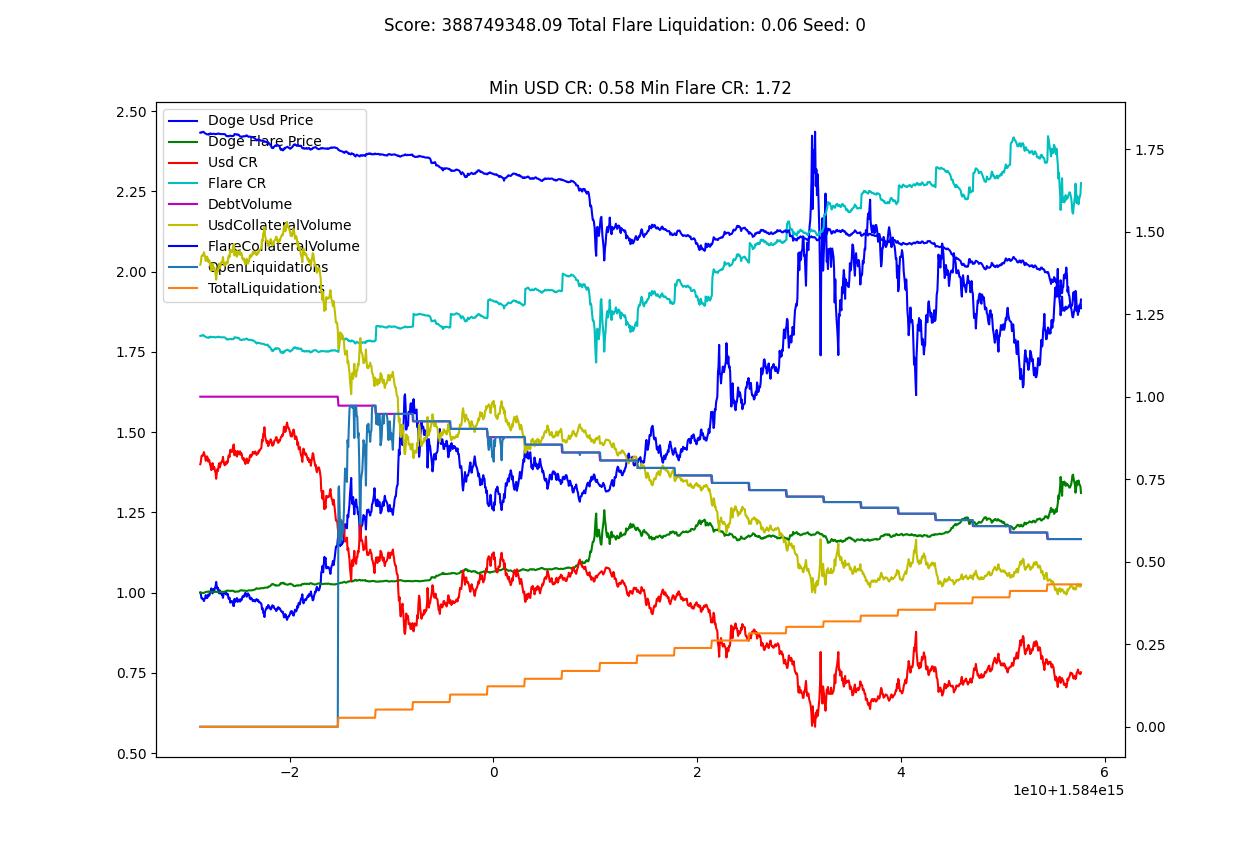 Score: 388749348.09 Total Flare Liquidation: 0.06 Seed: 0
Min USD CR: 0.58 Min Flare CR: 1.72
Doge Usd Price
Doge Flare Price
Usd CR
Flare CR
DebtVolume
UsdCollateralVolume
FlareCollateralVolume
OpenLiquidations
TotalLiquidations
2.50
2.25
2.00
1.75
1.50
1.25
1.00
0.75
0.50
1.75
1.50
1.25
1.00
0.75
0.50
0.25
0.00
−2 0 2 4 6
1e10+1.584e15